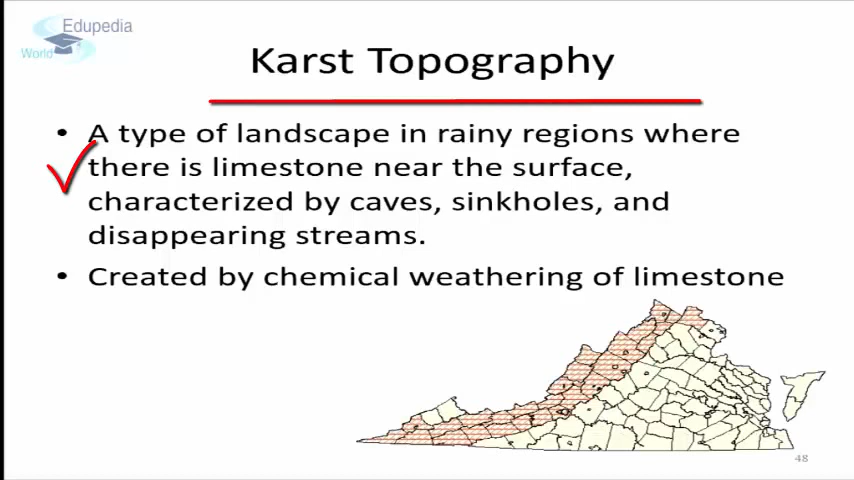 Edupedia
World
Karst Topography
• A type of landscape in rainy regions where
there is limestone near the surface,
characterized by caves, sinkholes, and
disappearing streams.
• Created by chemical weathering of limestone
48